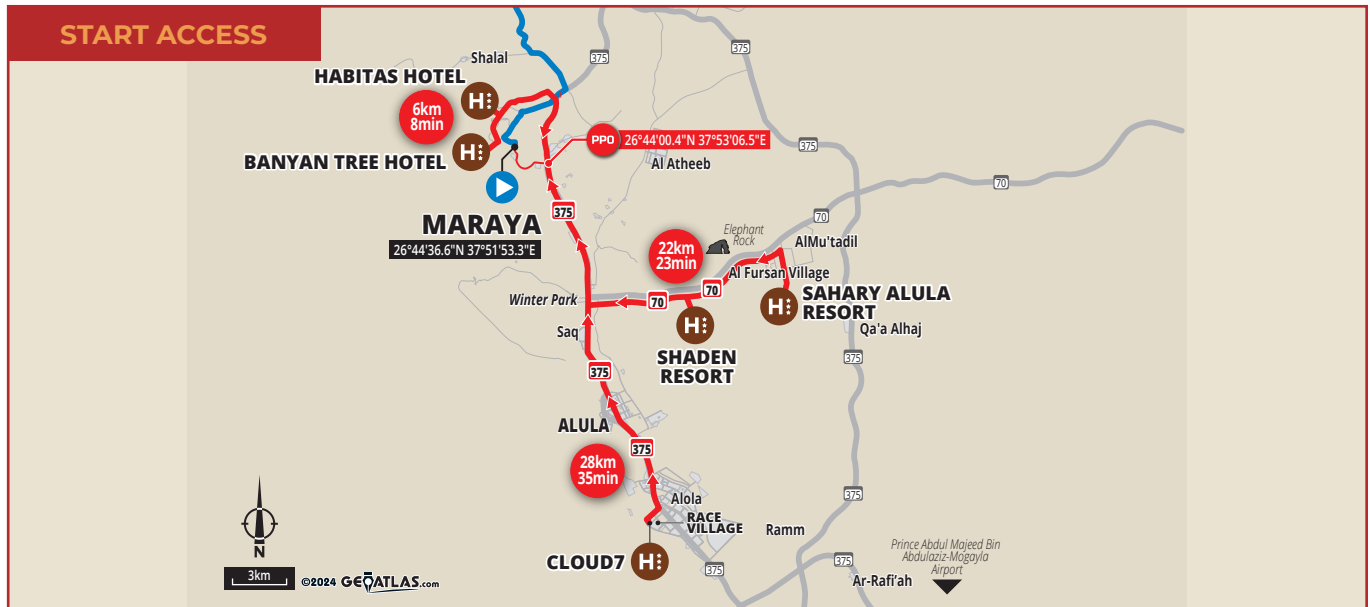 START ACCESS
375
375
Shalal
HABITAS HOTEL
H
6km
8min
BANYAN TREE HOTEL
H
PPO
26°44'00.4"N 37°53'06.5"E
Al Atheeb
375
70
375
MARAYA
26°44'36.6"N 37°51'53.3"E
70
Elephant
Rock
AlMu'tadil
22km
23min
Al Fursan Village
70
70
Winter Park
H
SAHARY ALULA
RESORT
H
Saq
Qa'a Alhaj
SHADEN
RESORT
375
375
ALULA
375
28km
35min
Alola
375
RACE
VILLAGE
Ramm
CLOUD7
H
375
375
Prince Abdul Majeed Bin
Abdulaziz-Mogayla
Airport
Ar-Rafi'ah
N
3km
©2024 GEOATLAS.com